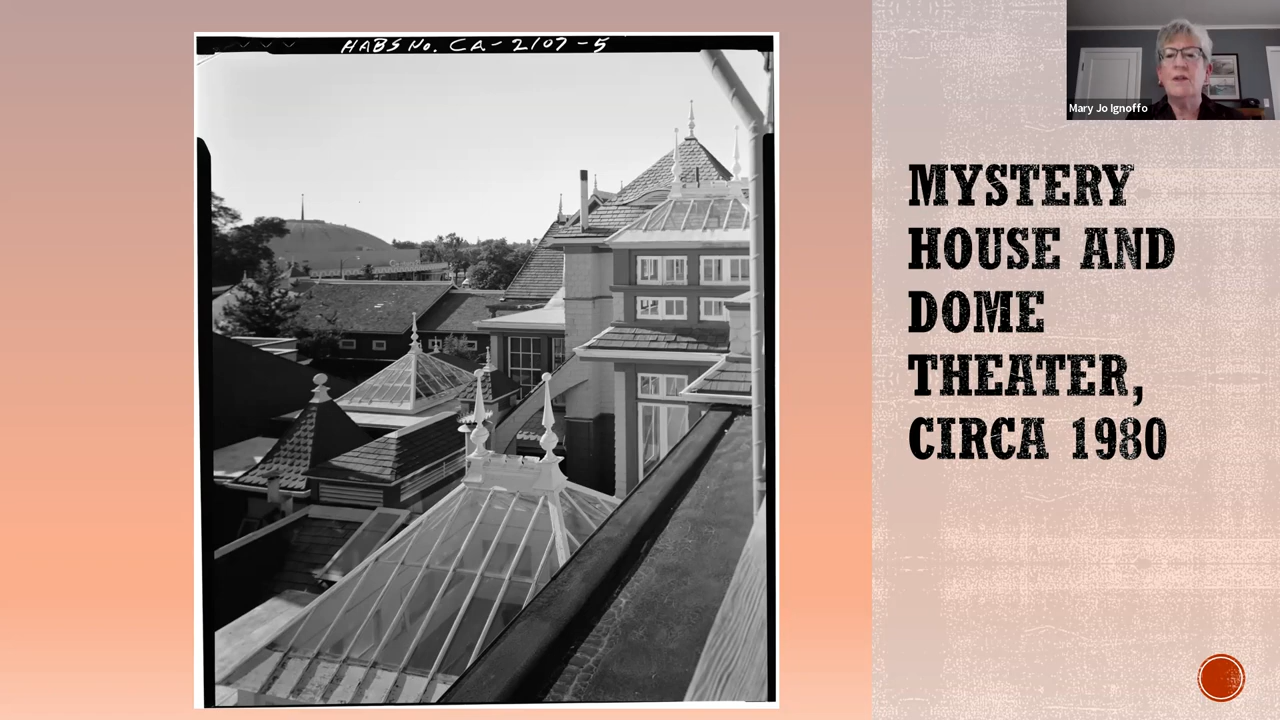 HABS No. CA-2107-5
Mary Jo Ignoffo
MYSTERY
HOUSE AND
DOME
THEATER,
CIRCA 1980